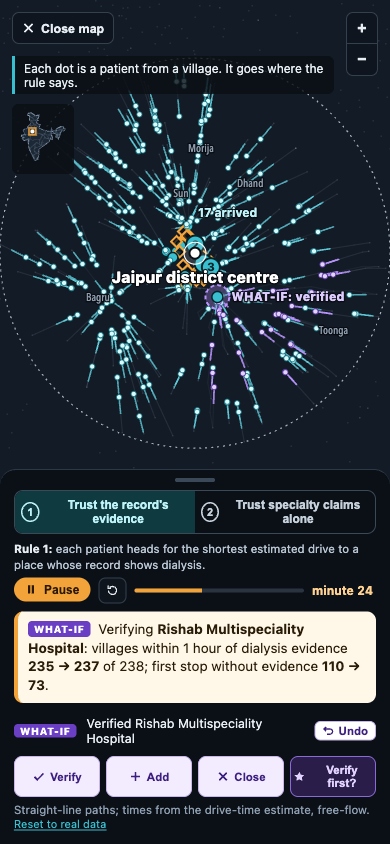 Close map
+
−
Each dot is a patient from a village. It goes where the
rule says.
Morija
Dhand
Sun
17 arrived
3
Jaipur district centre
Bagru
WHAT-IF: verified
Toonga
1
Trust the record's
evidence
2
Trust specialty claims
alone
Rule 1: each patient heads for the shortest estimated drive to a
place whose record shows dialysis.
Pause
minute 24
WHAT-IF Verifying Rishab Multispeciality
Hospital: villages within 1 hour of dialysis evidence
235 → 237 of 238; first stop without evidence 110 →
73.
WHAT-IF
Verified Rishab Multispeciality
Hospital
Undo
Verify
Add
Close
Verify
first?
Straight-line paths; times from the drive-time estimate, free-flow.
Reset to real data